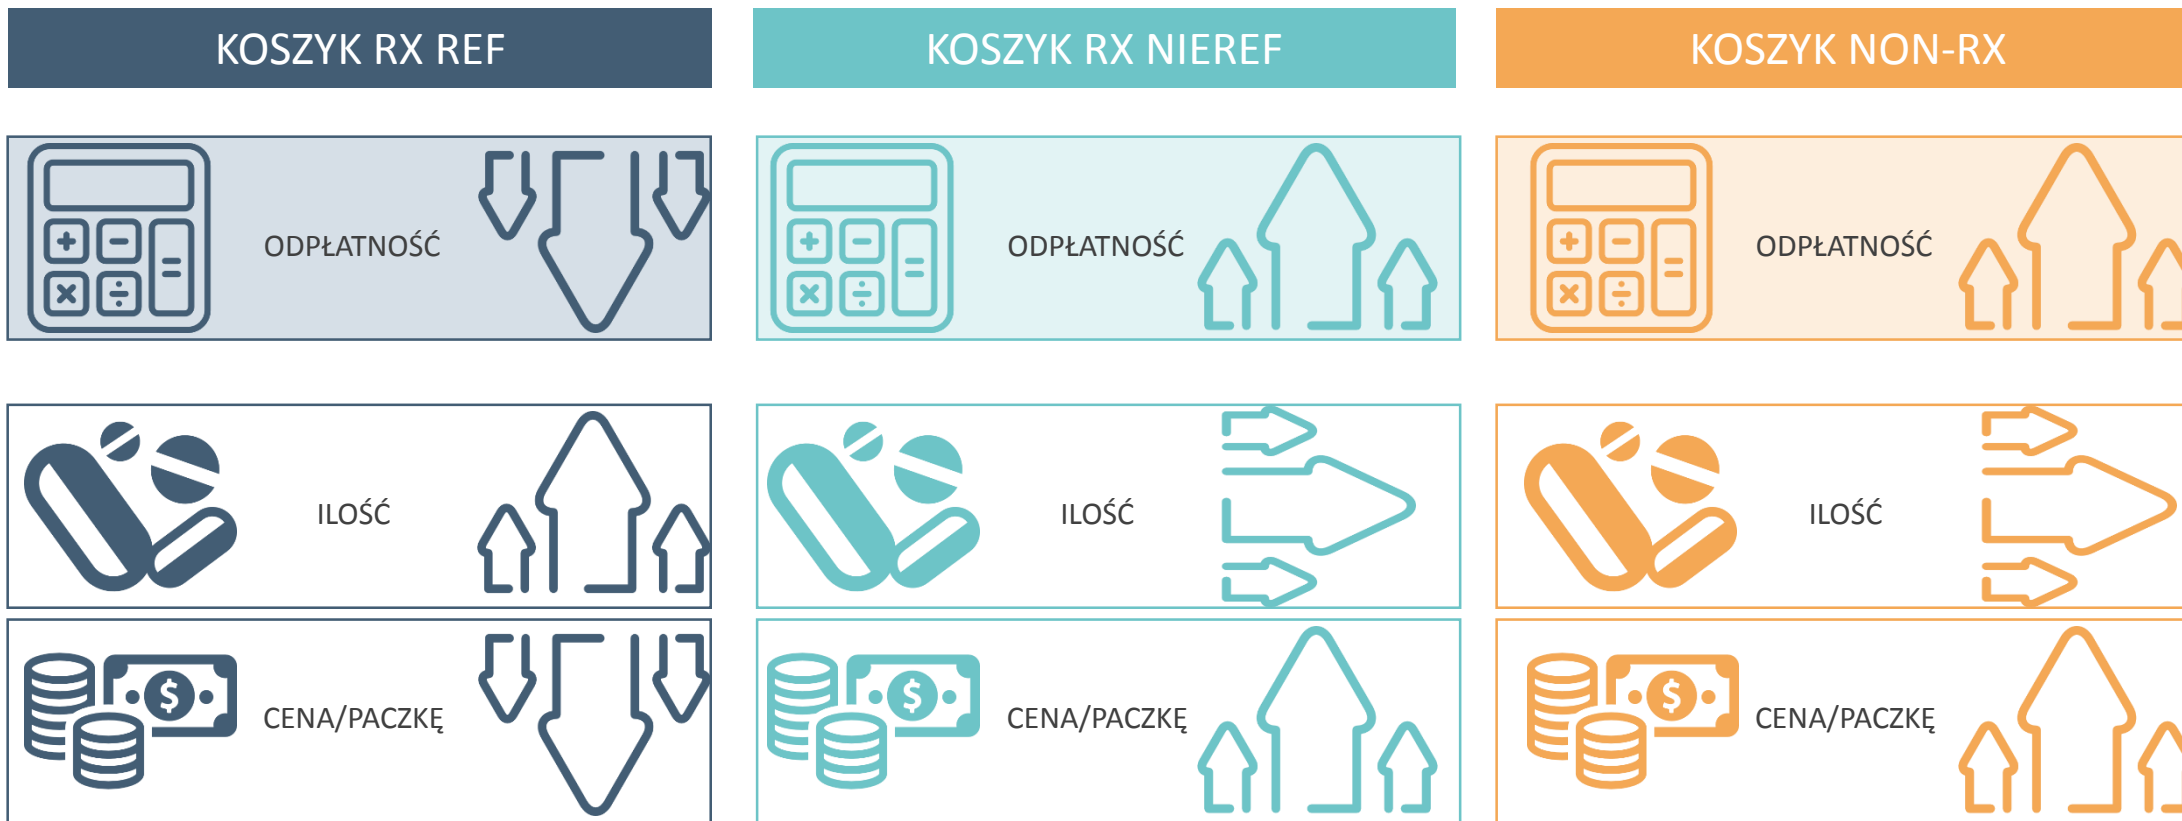 KOSZYK RX REF
KOSZYK RX NIEREF
KOSZYK NON-RX
ODPŁATNOŚĆ
ODPŁATNOŚĆ
ODPŁATNOŚĆ
ILOŚĆ
ILOŚĆ
ILOŚĆ
CENA/PACZKĘ
CENA/PACZKĘ
CENA/PACZKĘ